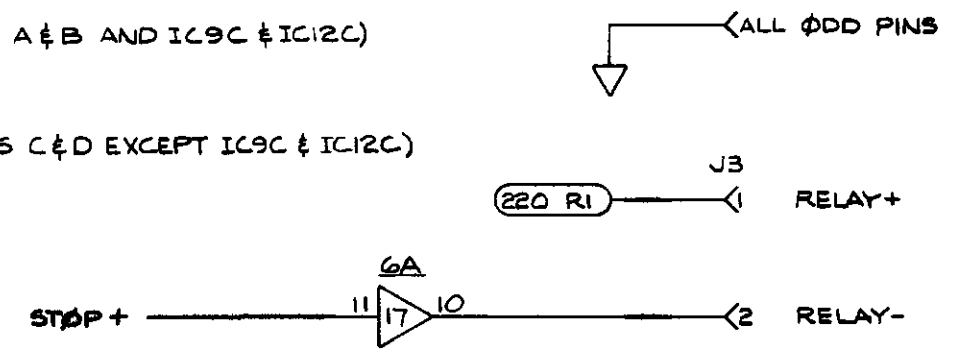 A & B AND IC9C & IC12C)
ALL ØDD PINS
S C & D EXCEPT IC9C & IC12C)
J3
220 R1
1 RELAY+
6A
STØP+
11 17 10
2 RELAY-